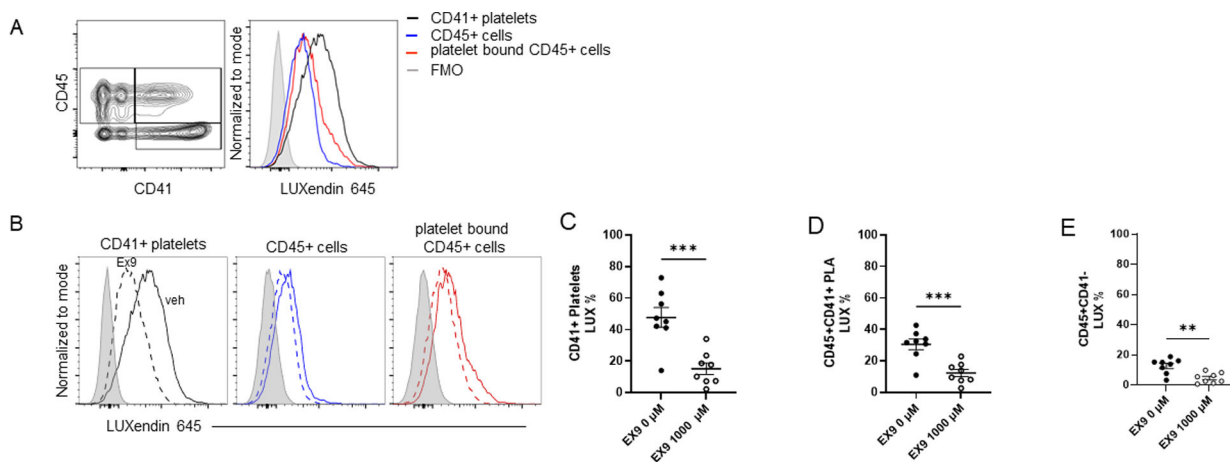 A
CD45
CD41
Normalized to mode
LUXendin 645
CD41+ platelets
CD45+ cells
platelet bound CD45+ cells
FMO
B
Normalized to mode
CD41+ platelets
Ex9
veh
CD45+ cells
platelet bound
CD45+ cells
LUXendin 645
C
CD41+ Platelets
LUX %
100
80
60
40
20
0
***
EX9 0 µM
EX9 1000 µM
D
CD45+CD41+ PLA
LUX %
100
80
60
40
20
0
***
EX9 0 µM
EX9 1000 µM
E
CD45+CD41-
LUX %
100
80
60
40
20
0
**
EX9 0 µM
EX9 1000 µM